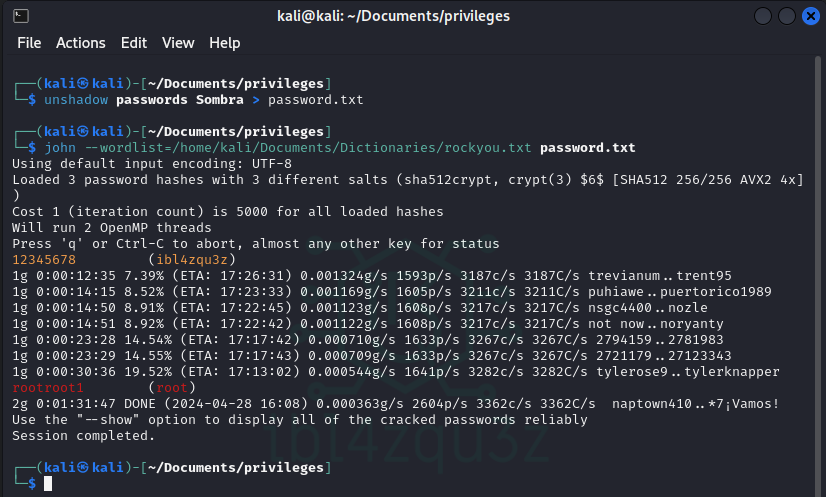 kali@kali: ~/Documents/privileges
File Actions Edit View Help
┌──(kali㉿kali)-[~/Documents/privileges]
└─$ unshadow passwords Sombra > password.txt
┌──(kali㉿kali)-[~/Documents/privileges]
└─$ john --wordlist=/home/kali/Documents/Dictionaries/rockyou.txt password.txt
Using default input encoding: UTF-8
Loaded 3 password hashes with 3 different salts (sha512crypt, crypt(3) $6$ [SHA512 256/256 AVX2 4x]
)
Cost 1 (iteration count) is 5000 for all loaded hashes
Will run 2 OpenMP threads
Press 'q' or Ctrl-C to abort, almost any other key for status
12345678         (ibl4zqu3z)
1g 0:00:12:35 7.39% (ETA: 17:26:31) 0.001324g/s 1593p/s 3187c/s 3187C/s trevianum..trent95
1g 0:00:14:15 8.52% (ETA: 17:23:33) 0.001169g/s 1605p/s 3211c/s 3211C/s puhiawe..puertorico1989
1g 0:00:14:50 8.91% (ETA: 17:22:45) 0.001123g/s 1608p/s 3217c/s 3217C/s nsgc4400..nozle
1g 0:00:14:51 8.92% (ETA: 17:22:42) 0.001122g/s 1608p/s 3217c/s 3217C/s not now..noryanty
1g 0:00:23:28 14.54% (ETA: 17:17:42) 0.000710g/s 1633p/s 3267c/s 3267C/s 2794159..2781983
1g 0:00:23:29 14.55% (ETA: 17:17:43) 0.000709g/s 1633p/s 3267c/s 3267C/s 2721179..27123343
1g 0:00:30:36 19.52% (ETA: 17:13:02) 0.000544g/s 1641p/s 3282c/s 3282C/s tylerose9..tylerknapper
rootroot1        (root)
2g 0:01:31:47 DONE (2024-04-28 16:08) 0.000363g/s 2604p/s 3362c/s 3362C/s  naptown410..*7¡Vamos!
Use the "--show" option to display all of the cracked passwords reliably
Session completed.
ibl4zqu3z
┌──(kali㉿kali)-[~/Documents/privileges]
└─$